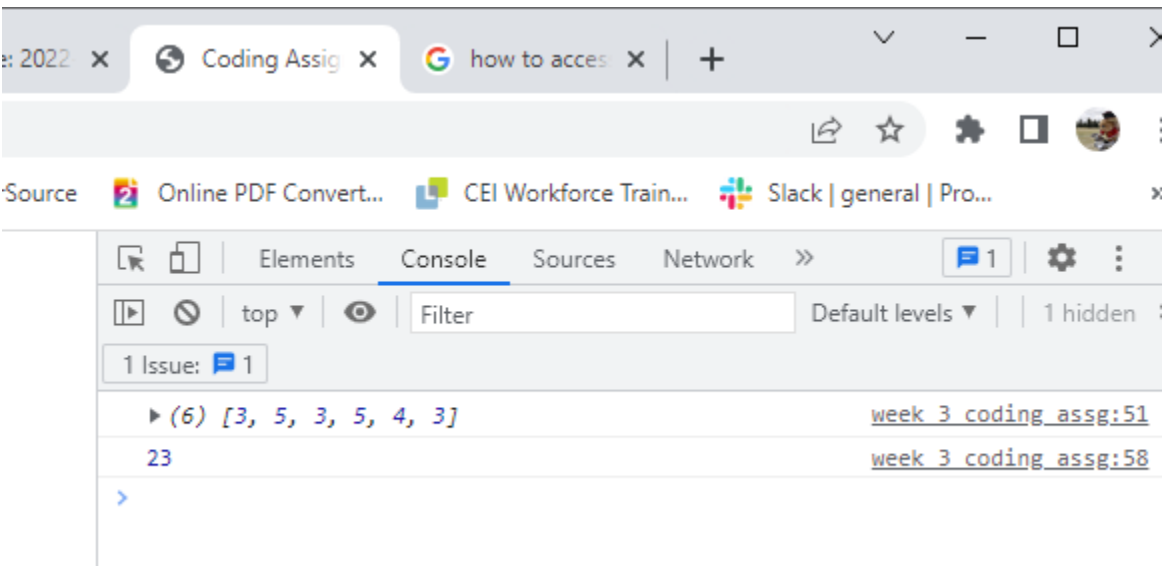 e: 2022 Coding Assig how to acces
rSource Online PDF Convert... CEI Workforce Train... Slack | general | Pro...
Elements Console Sources Network » 1
top Filter Default levels 1 hidden
1 Issue: 1
(6) [3, 5, 3, 5, 4, 3] week 3 coding assg:51
23 week 3 coding assg:58